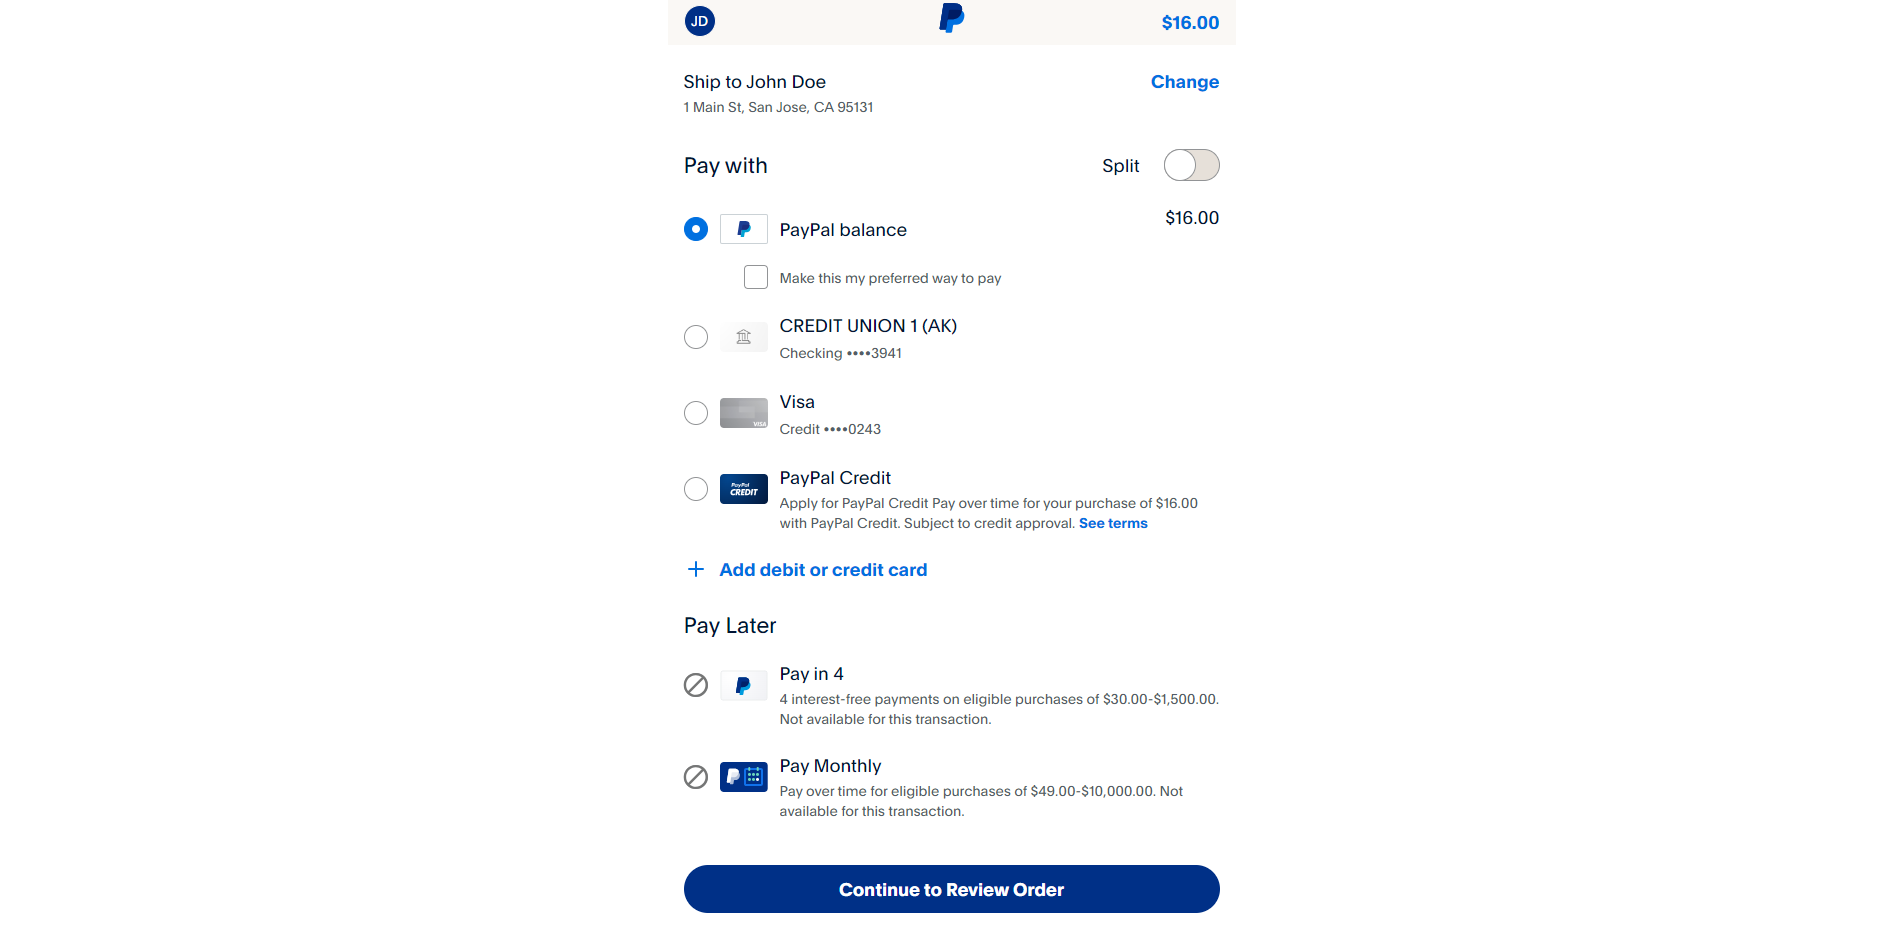 JD
$16.00
Ship to John Doe
Change
1 Main St, San Jose, CA 95131
Pay with
Split
PayPal balance
$16.00
Make this my preferred way to pay
CREDIT UNION 1 (AK)
Checking ••••3941
VISA
Visa
Credit ••••0243
PayPal
CREDIT
PayPal Credit
Apply for PayPal Credit Pay over time for your purchase of $16.00
with PayPal Credit. Subject to credit approval. See terms
+ Add debit or credit card
Pay Later
Pay in 4
4 interest-free payments on eligible purchases of $30.00-$1,500.00.
Not available for this transaction.
Pay Monthly
Pay over time for eligible purchases of $49.00-$10,000.00. Not
available for this transaction.
Continue to Review Order